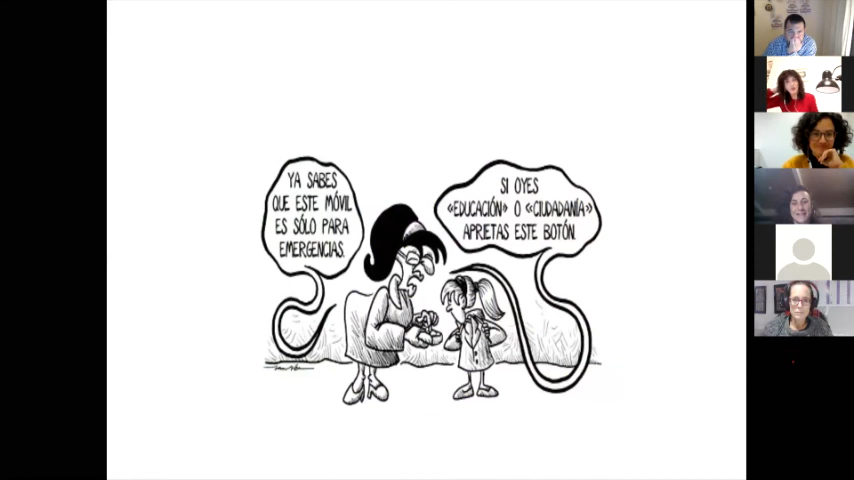 YA SABES
QUE ESTE MÓVIL
ES SÓLO PARA
EMERGENCIAS.
SI OYES
«EDUCACIÓN» O «CIUDADANÍA»
APRIETAS ESTE BOTÓN.